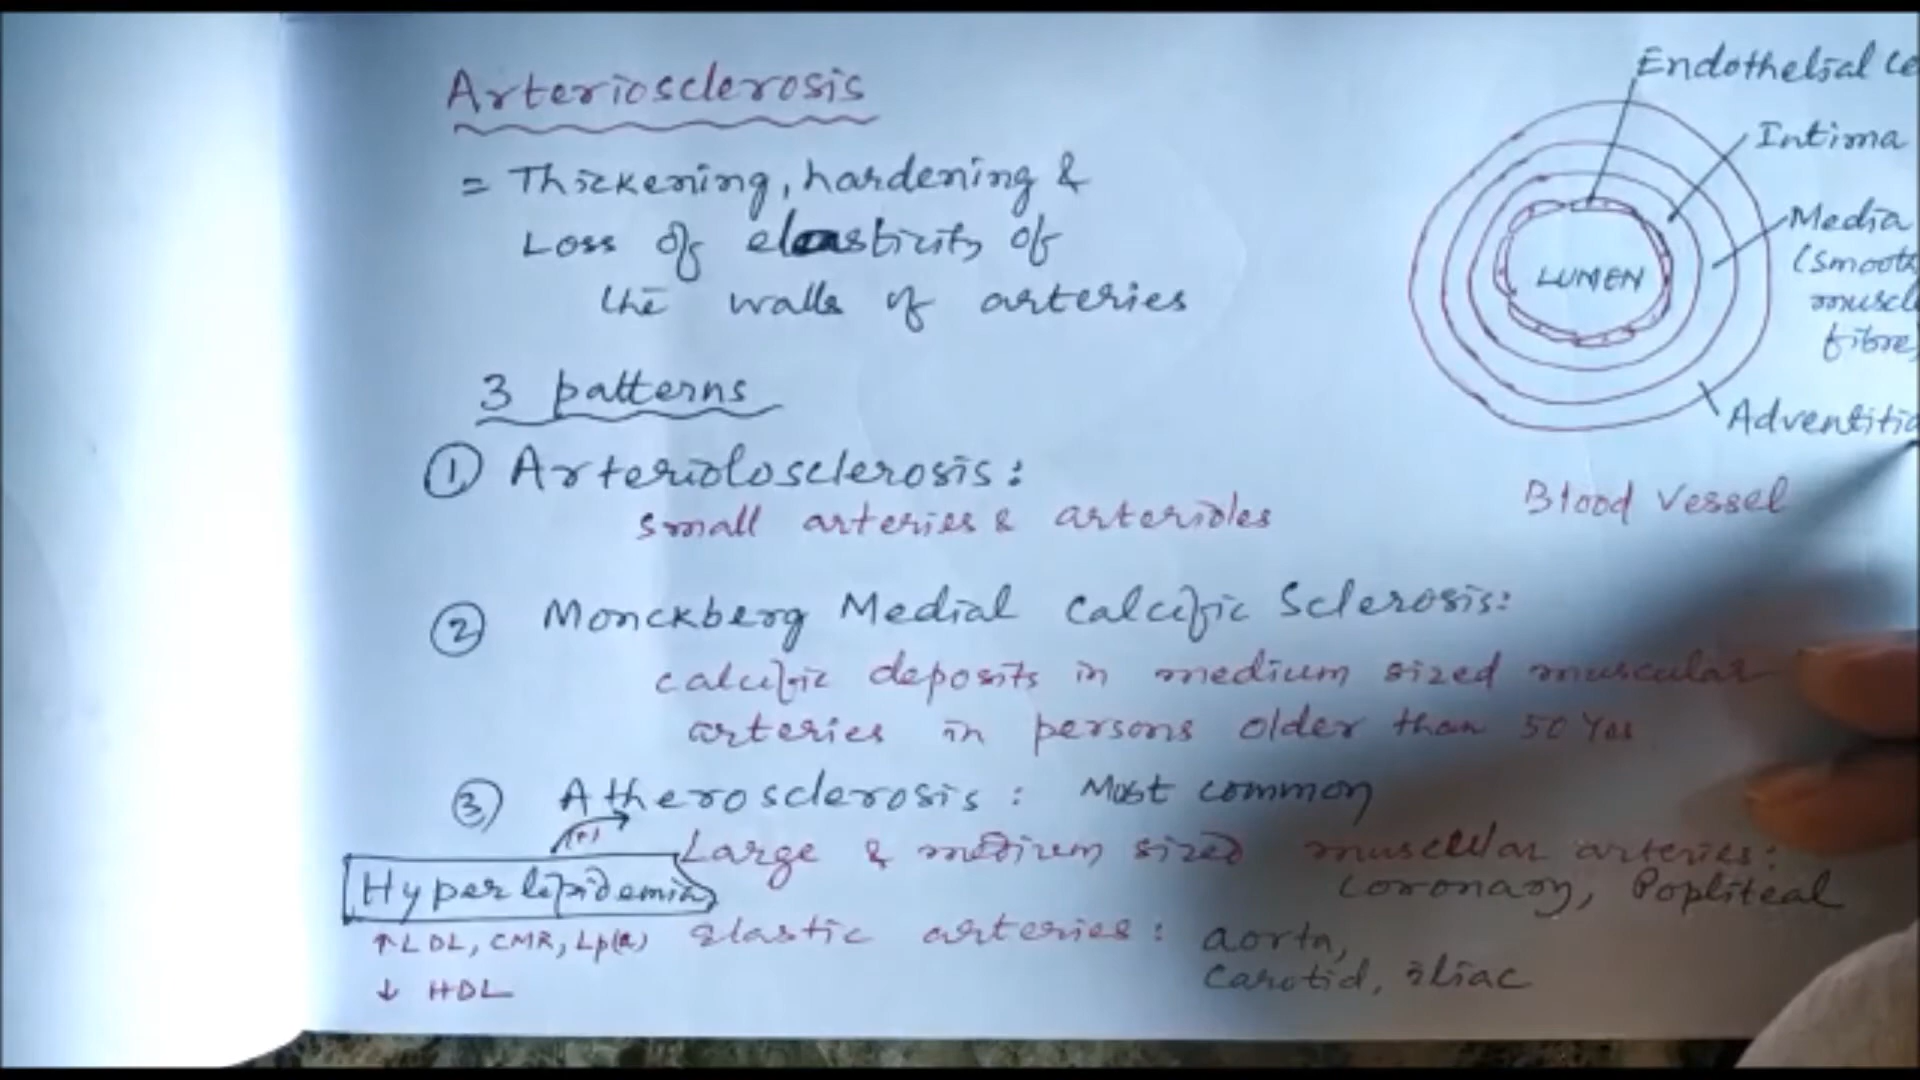 Arteriosclerosis
= Thickening, hardening &
Loss of elasticity of
the walls of arteries
3 patterns
① Arteriolosclerosis:
small arteries & arterioles
② Monckberg Medial Calcific Sclerosis:
calcific deposits in medium sized muscular
arteries in persons older than 50 Yrs
③ Atherosclerosis: Most common
(+)
Large & medium sized muscular arteries:
Coronary, Popliteal
Hyperlipidemia
↑LDL, CMR, Lp(a)
↓ HDL
Elastic arteries: aorta,
Carotid, iliac
Endothelial Ce
Intima
Media
(Smooth
muscl
fibre
Adventitia
LUMEN
Blood Vessel